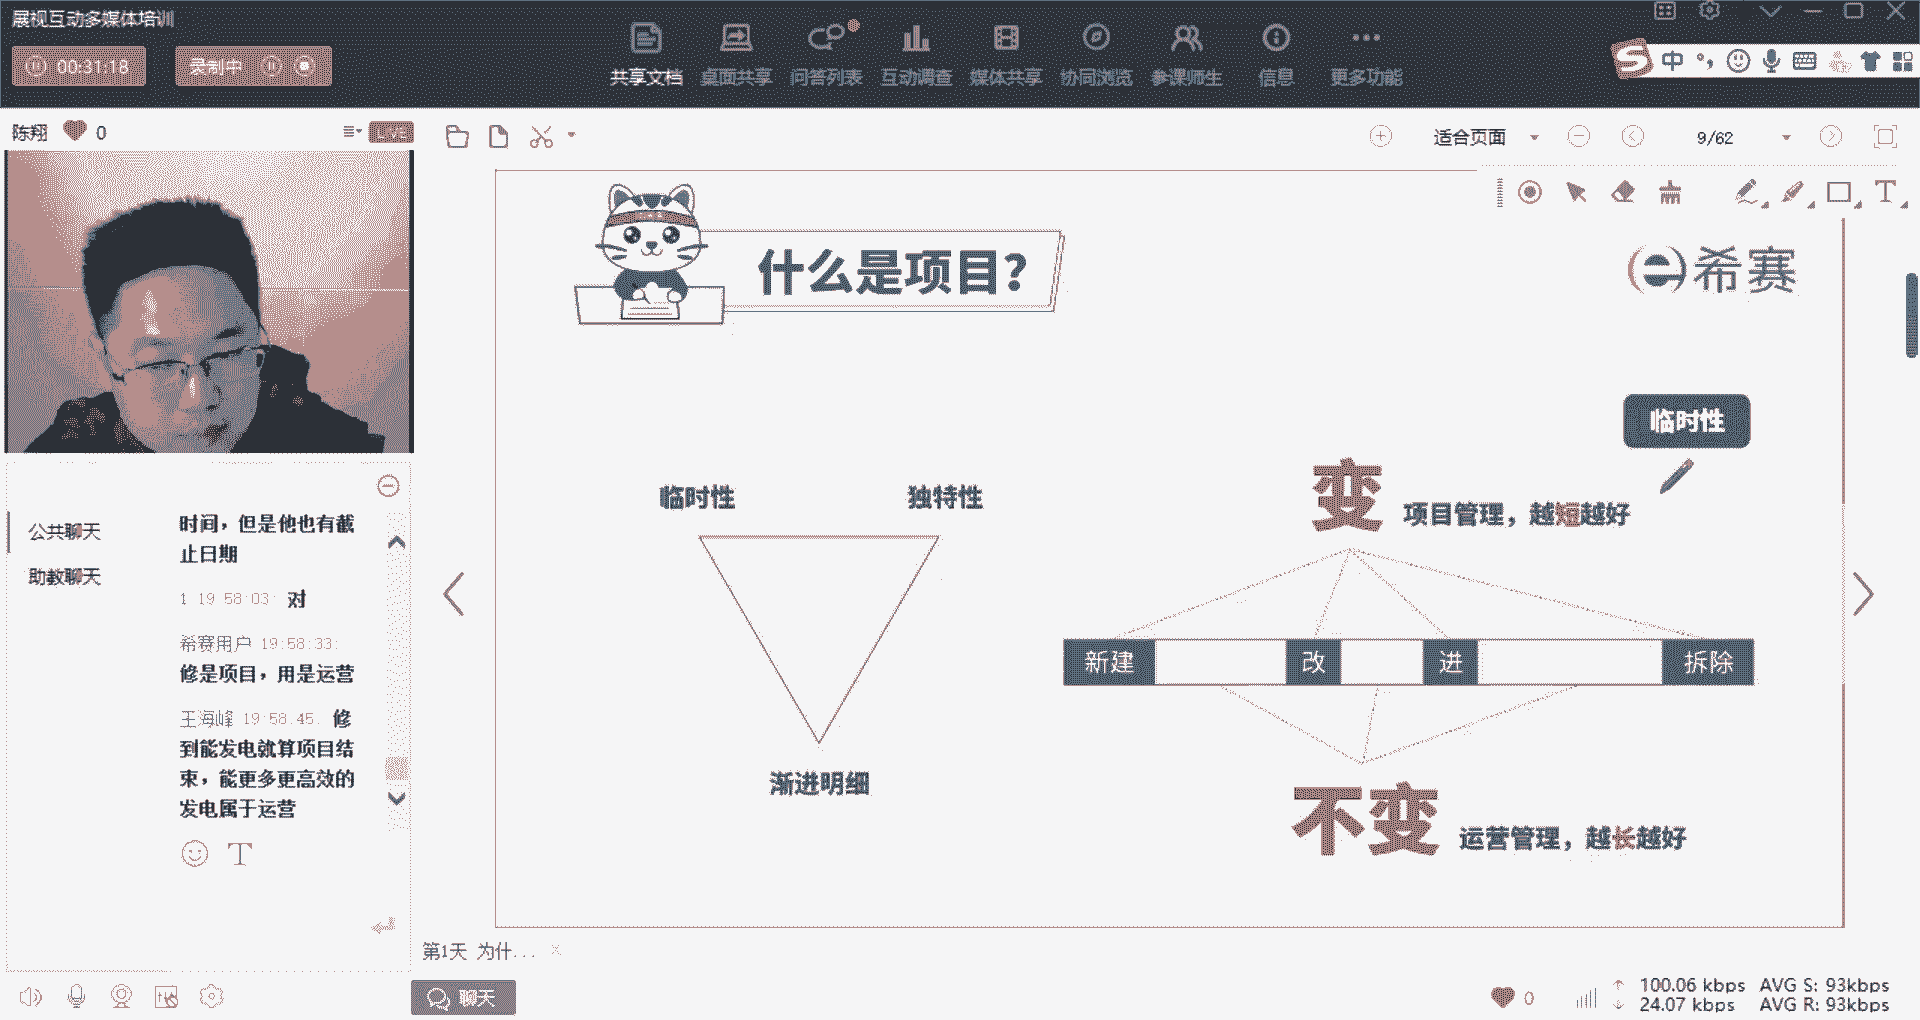 展视互动多媒体培训
00:31:18
录制中
共享文档
桌面共享
问答列表
互动调查
媒体共享
协同浏览
参课师生
信息
更多功能
中
陈翔 0
LIVE
适合页面
9/62
公共聊天
助教聊天
时间，但是他也有截
止日期
1 19:58:03: 对
希赛用户 19:58:33:
修是项目，用是运营
王海峰 19:58:45: 修
到能发电就算项目结
束，能更多更高效的
发电属于运营
什么是项目?
希赛
临时性
临时性
独特性
渐进明细
变 项目管理，越短越好
新建
改
进
拆除
不变 运营管理，越长越好
第1天 为什...
聊天
0
100.06 kbps AVG S: 93kbps
24.07 kbps AVG R: 93kbps